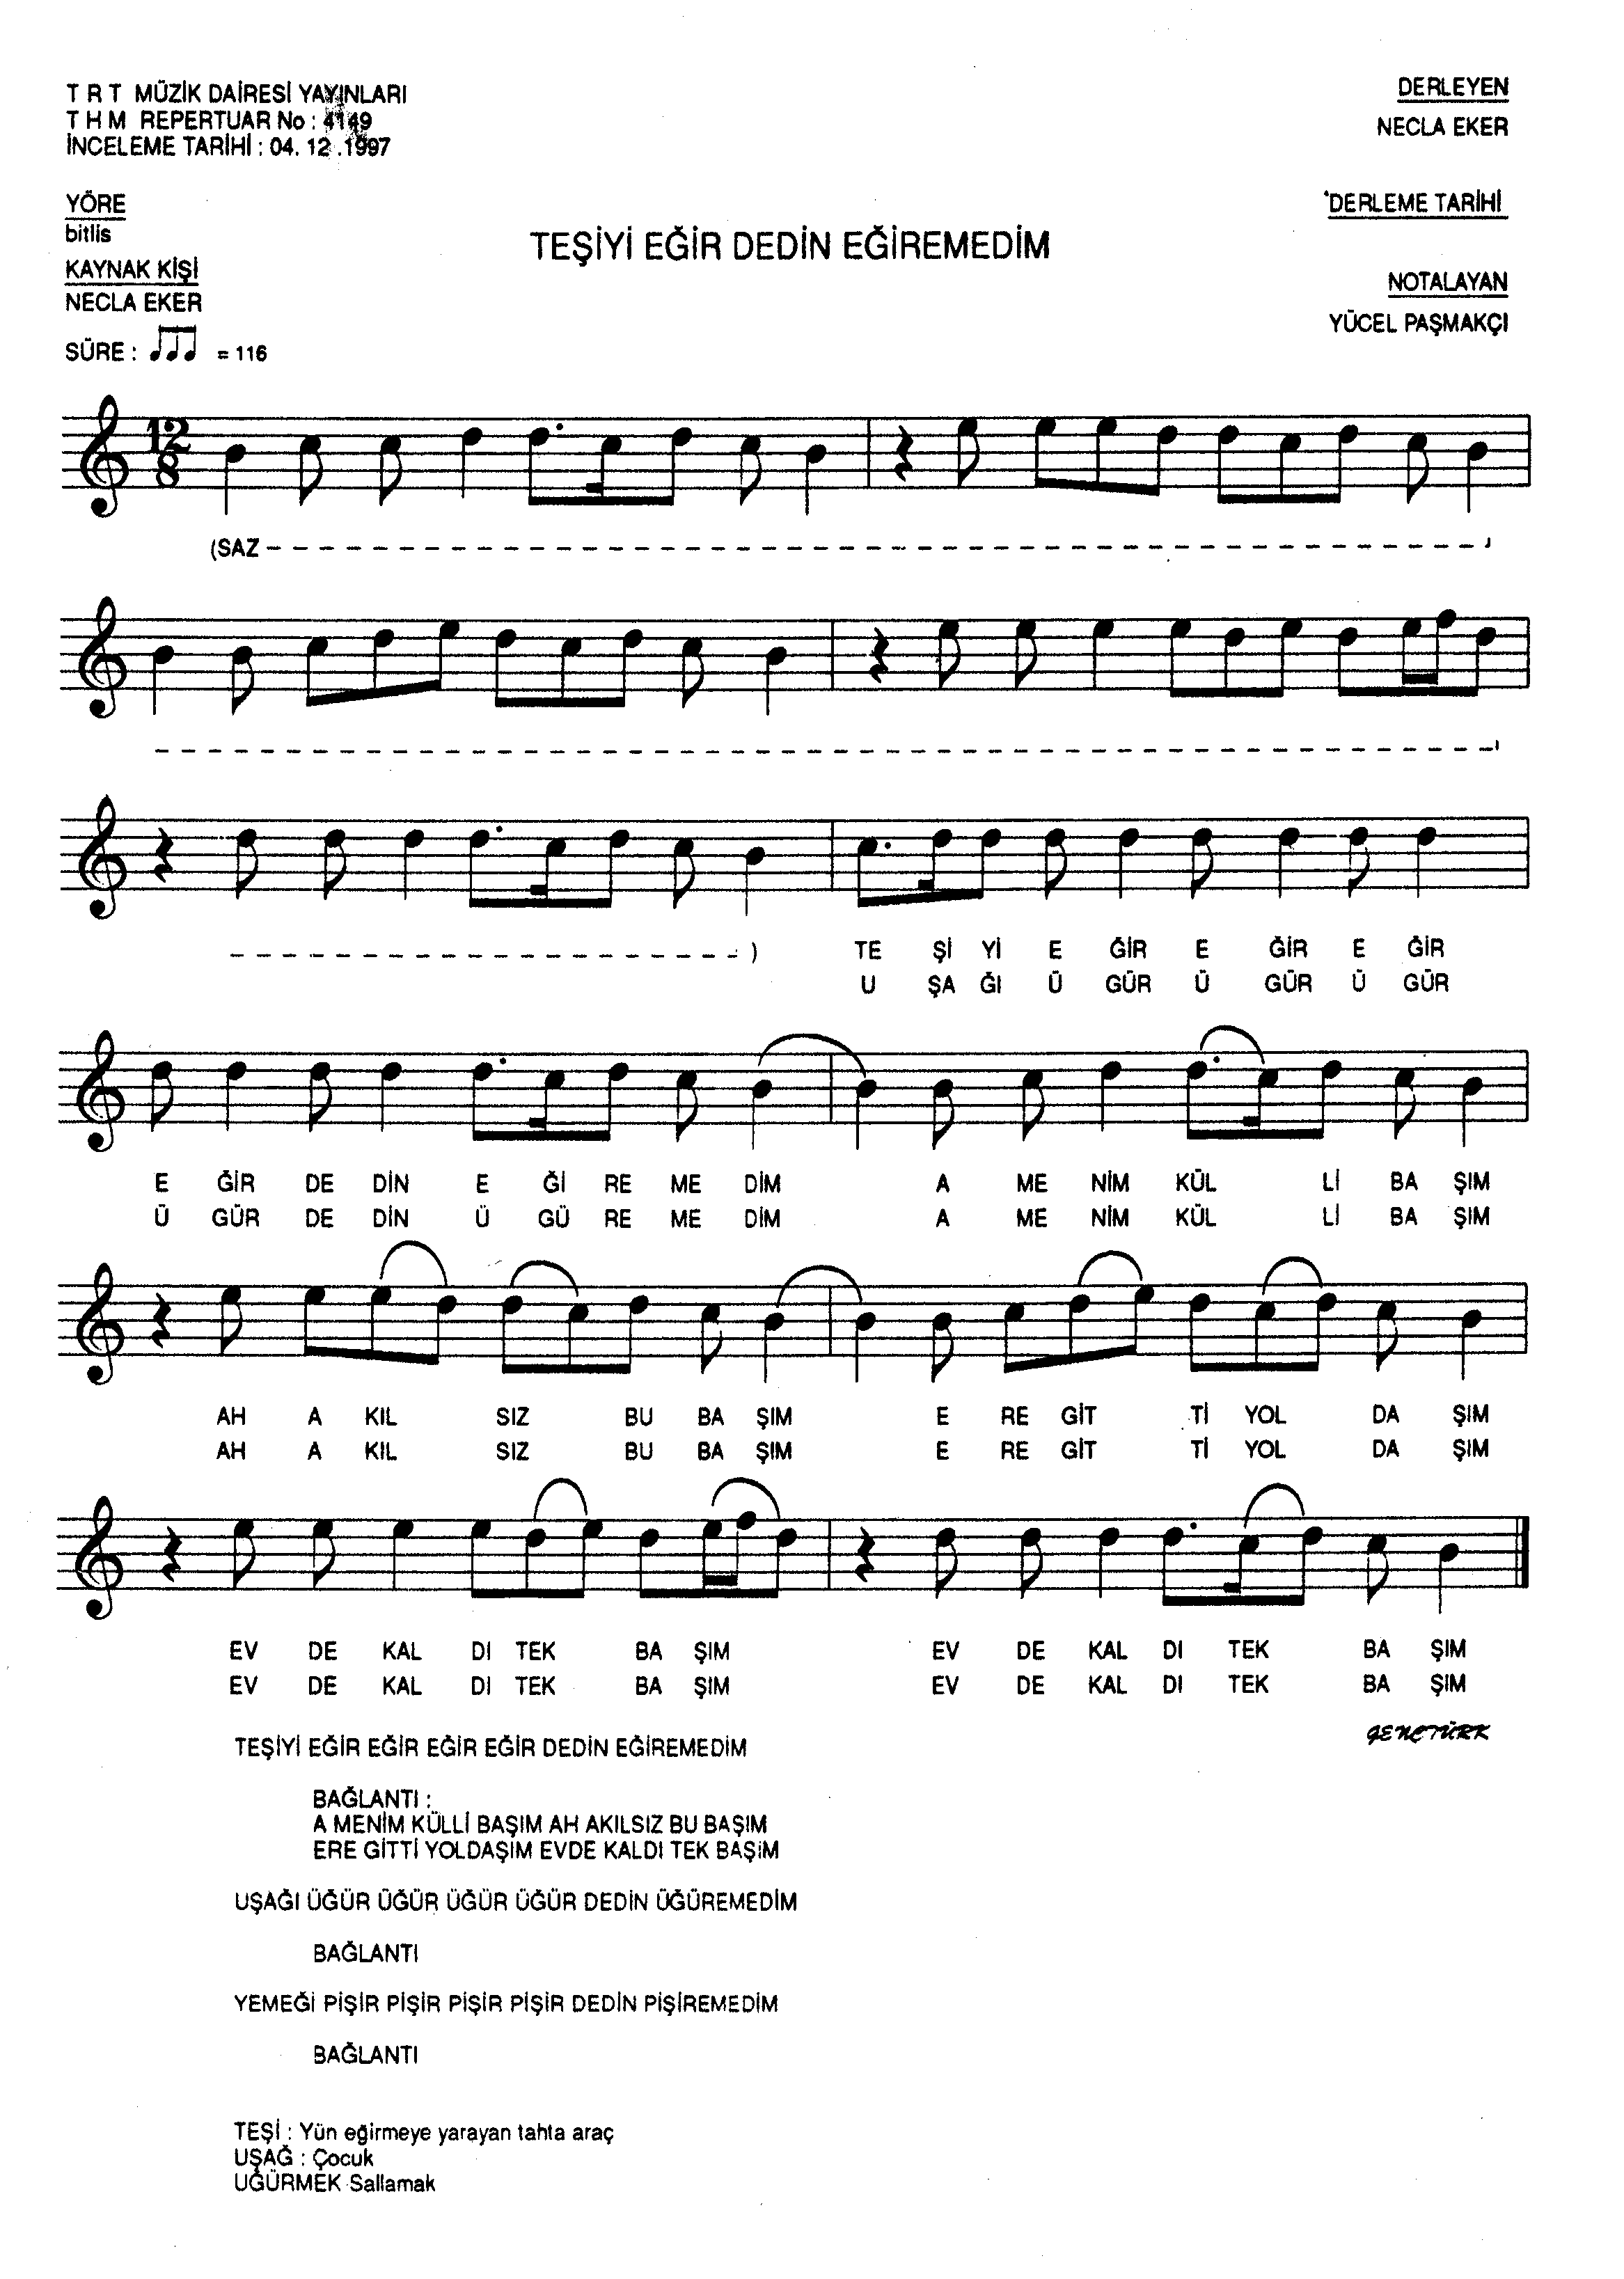 T R T MÜZİK DAİRESİ YAYINLARI
T H M REPERTUAR No : 4149
İNCELEME TARİHİ : 04. 12 .1997
DERLEYEN
NECLA EKER
YÖRE
bitlis
DERLEME TARİHİ
TEŞİYİ EĞİR DEDİN EĞİREMEDİM
KAYNAK KİŞİ
NECLA EKER
NOTALAYAN
YÜCEL PAŞMAKÇI
SÜRE : = 116
12
8
(SAZ
)
TE Şİ Yİ E ĞİR E ĞİR E ĞİR
U ŞA ĞI Ü GÜR Ü GÜR Ü GÜR
E ĞİR DE DİN E Ğİ RE ME DİM A ME NİM KÜL Lİ BA ŞIM
Ü GÜR DE DİN Ü GÜ RE ME DİM A ME NİM KÜL Lİ BA ŞIM
AH A KIL SIZ BU BA ŞIM E RE GİT Tİ YOL DA ŞIM
AH A KIL SIZ BU BA ŞIM E RE GİT Tİ YOL DA ŞIM
EV DE KAL DI TEK BA ŞIM EV DE KAL DI TEK BA ŞIM
EV DE KAL DI TEK BA ŞIM EV DE KAL DI TEK BA ŞIM
GENÇTÜRK
TEŞİYİ EĞİR EĞİR EĞİR EĞİR DEDİN EĞİREMEDİM
BAĞLANTI :
A MENİM KÜLLİ BAŞIM AH AKILSIZ BU BAŞIM
ERE GİTTİ YOLDAŞIM EVDE KALDI TEK BAŞIM
UŞAĞI ÜĞÜR ÜĞÜR ÜĞÜR ÜĞÜR DEDİN ÜĞÜREMEDİM
BAĞLANTI
YEMEĞİ PİŞİR PİŞİR PİŞİR PİŞİR DEDİN PİŞİREMEDİM
BAĞLANTI
TEŞİ : Yün eğirmeye yarayan tahta araç
UŞAĞ : Çocuk
UĞÜRMEK Sallamak